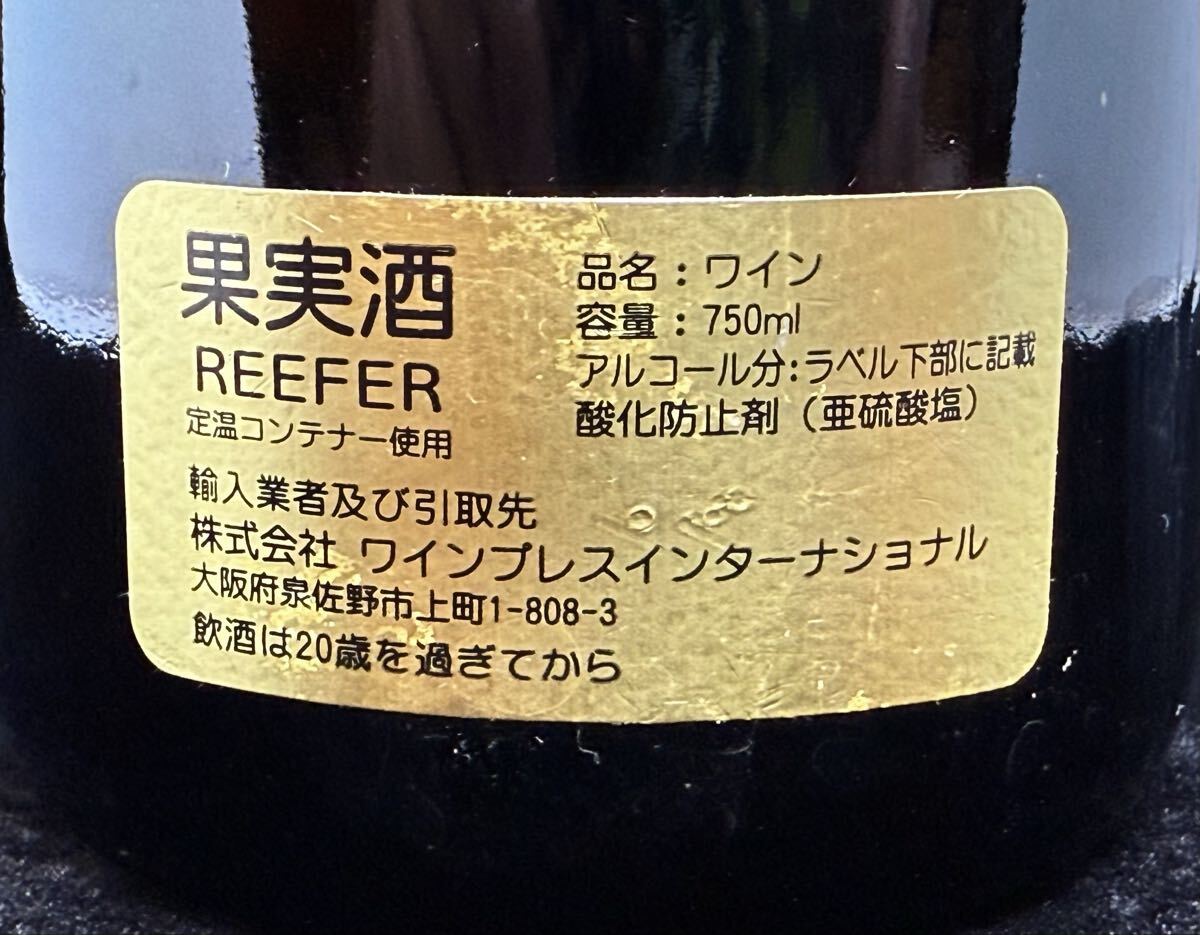 果実酒
REEFER
定温コンテナー使用
品名：ワイン
容量：750ml
アルコール分:ラベル下部に記載
酸化防止剤（亜硫酸塩）
輸入業者及び引取先
株式会社 ワインプレスインターナショナル
大阪府泉佐野市上町1-808-3
飲酒は20歳を過ぎてから